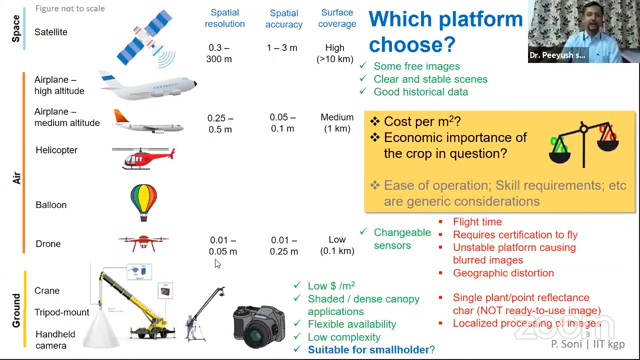 Figure not to scale
Spatial resolution
Spatial accuracy
Surface coverage
Which platform choose?
Space
Satellite
0.3 – 300 m
1 – 3 m
High (>10 km)
✓ Some free images
✓ Clear and stable scenes
✓ Good historical data
Dr. Peeyush s...
Air
Airplane – high altitude
Airplane – medium altitude
0.25 – 0.5 m
0.05 – 0.1 m
Medium (1 km)
❖ Cost per m²?
❖ Economic importance of the crop in question?
Ease of operation; Skill requirements; etc are generic considerations
Helicopter
Balloon
Drone
0.01 – 0.05 m
0.01 – 0.25 m
Low (0.1 km)
✓ Changeable sensors
▪ Flight time
▪ Requires certification to fly
▪ Unstable platform causing blurred images
▪ Geographic distortion
Ground
Crane
Tripod-mount
Handheld camera
✓ Low $ /m²
✓ Shaded / dense canopy applications
✓ Flexible availability
✓ Low complexity
✓ Suitable for smallholder?
▪ Single plant/point reflectance char (NOT ready-to-use image)
▪ Localized processing of images
P. Soni | IIT kgp
zoom